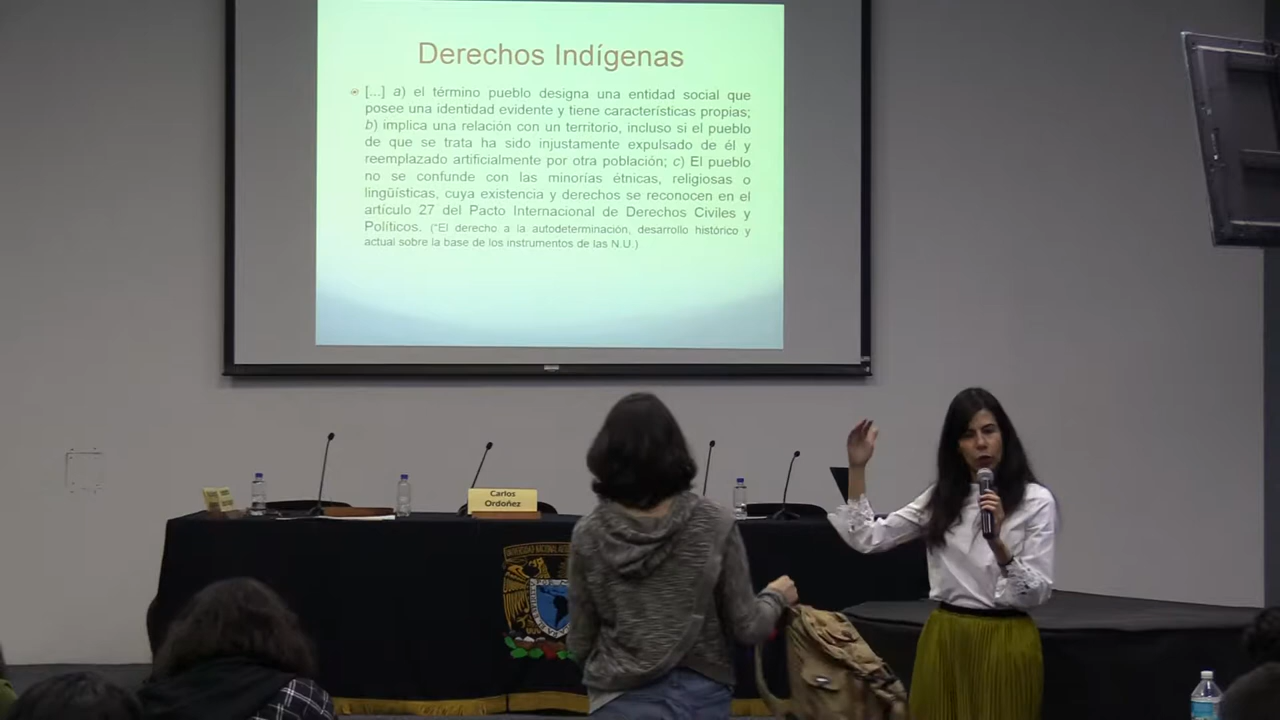 Derechos Indígenas
[...] a) el término pueblo designa una entidad social que
posee una identidad evidente y tiene características propias;
b) implica una relación con un territorio, incluso si el pueblo
de que se trata ha sido injustamente expulsado de él y
reemplazado artificialmente por otra población; c) El pueblo
no se confunde con las minorías étnicas, religiosas o
lingüísticas, cuya existencia y derechos se reconocen en el
artículo 27 del Pacto Internacional de Derechos Civiles y
Políticos. ("El derecho a la autodeterminación, desarrollo histórico y
actual sobre la base de los instrumentos de las N.U.)
Carlos
Ordoñez
UNIVERSIDAD NACIONAL